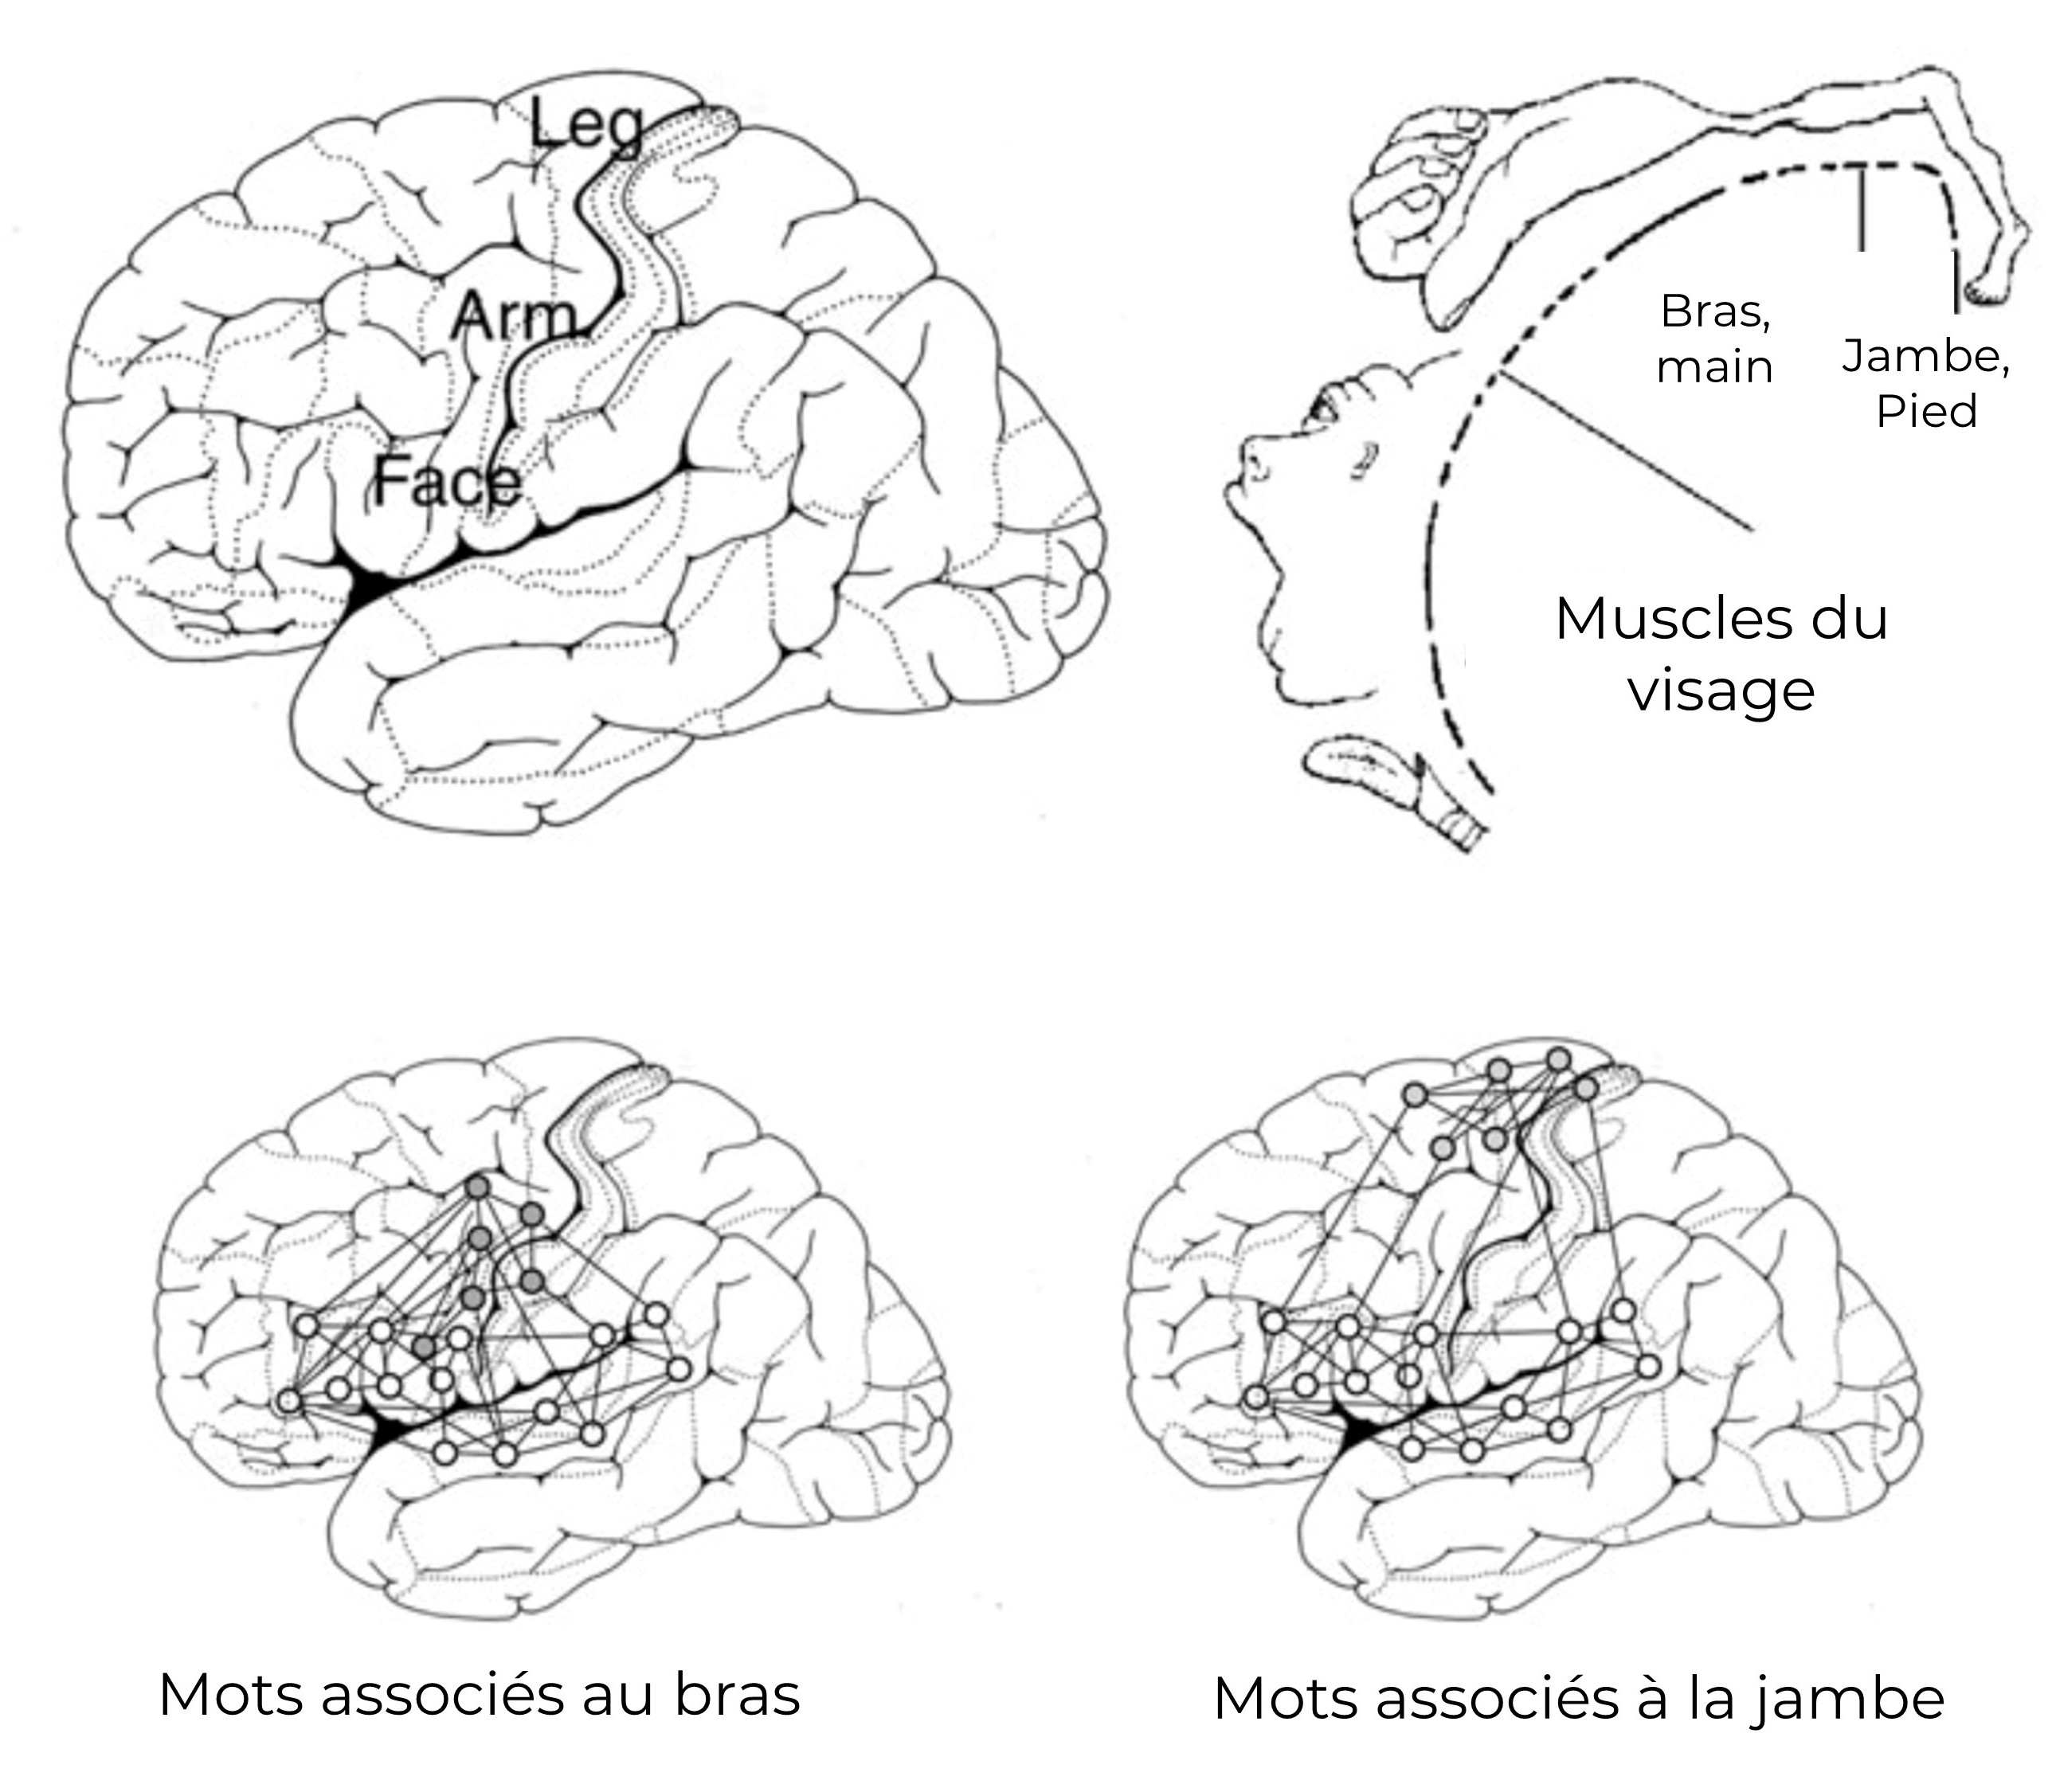 Leg
Arm
Face
Bras,
main
Jambe,
Pied
Muscles du
visage
Mots associés au bras
Mots associés à la jambe